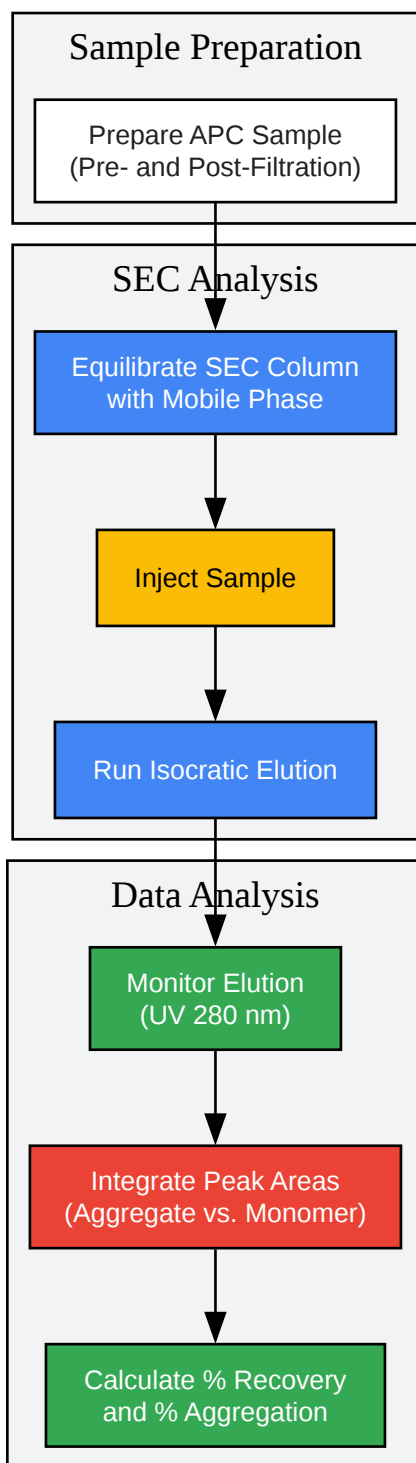 Sample Preparation
Prepare APC Sample
(Pre- and Post-Filtration)
SEC Analysis
Equilibrate SEC Column
with Mobile Phase
Inject Sample
Run Isocratic Elution
Data Analysis
Monitor Elution
(UV 280 nm)
Integrate Peak Areas
(Aggregate vs. Monomer)
Calculate % Recovery
and % Aggregation